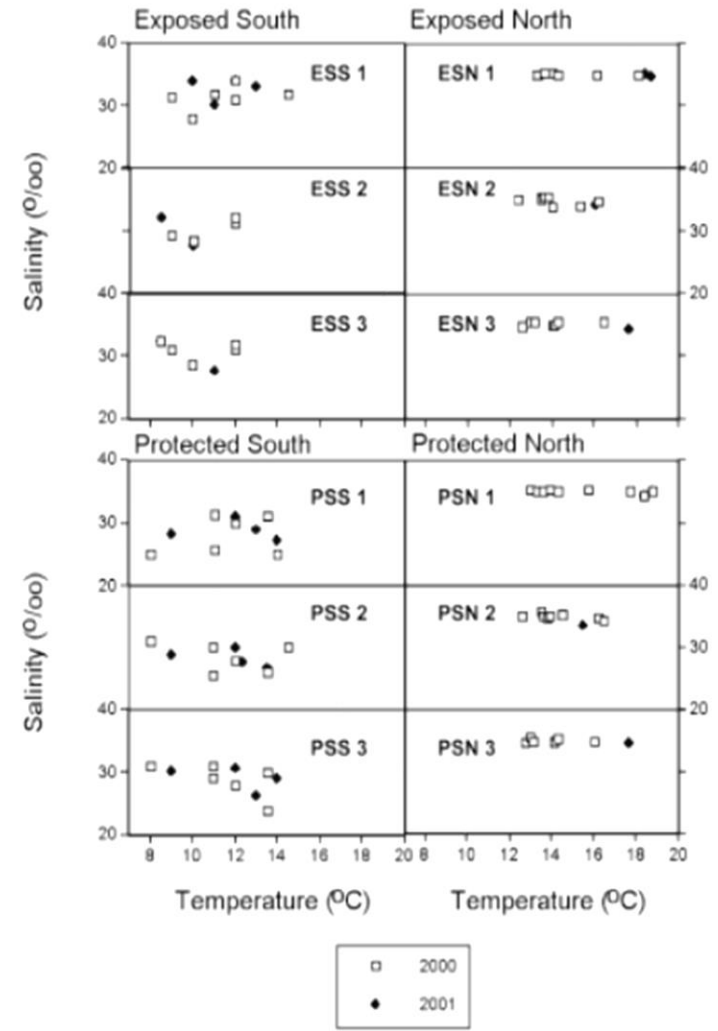 Exposed South Exposed North
40
ESS 1 ESN 1
30
20 40
ESS 2 ESN 2
30
40 20
ESS 3 ESN 3
30
20
Salinity (º/oo)
Protected South Protected North
40
PSS 1 PSN 1
30
20 40
PSS 2 PSN 2
30
40 20
PSS 3 PSN 3
30
20
Salinity (º/oo)
8 10 12 14 16 18 20 8 10 12 14 16 18 20
Temperature (ºC) Temperature (ºC)
2000
2001